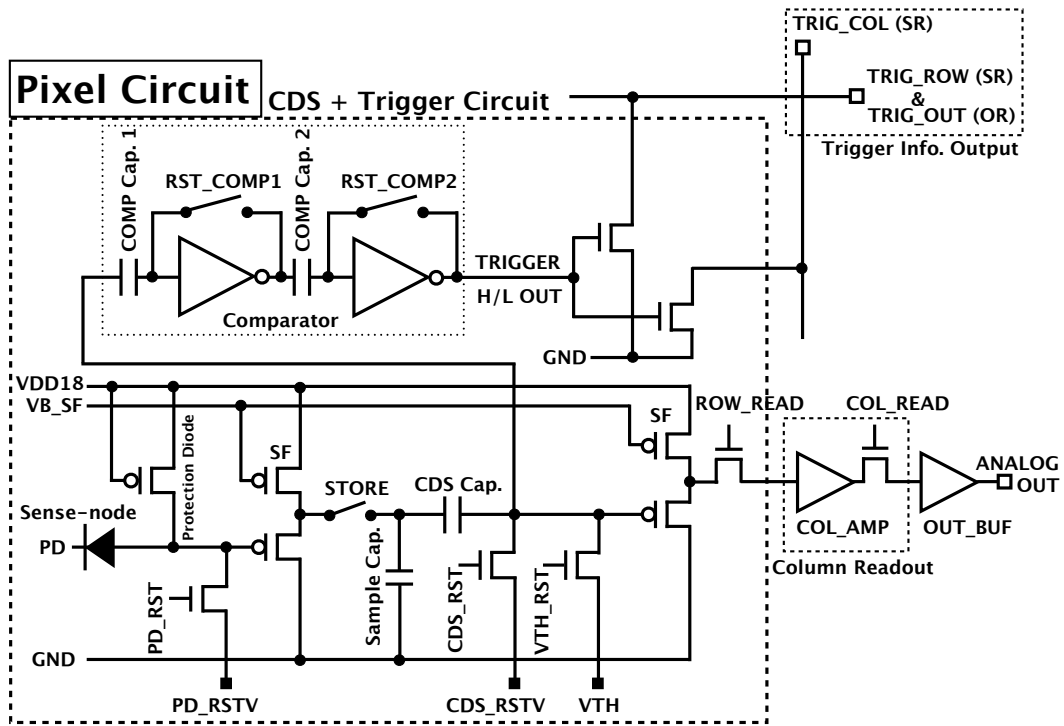 TRIG_COL (SR)
TRIG_ROW (SR)
&
TRIG_OUT (OR)
Trigger Info. Output
Pixel Circuit
CDS + Trigger Circuit
COMP Cap. 1
RST_COMP1
COMP Cap. 2
RST_COMP2
TRIGGER
H/L OUT
Comparator
GND
VDD18
VB_SF
Protection Diode
SF
SF
ROW_READ
COL_READ
STORE
CDS Cap.
ANALOG
OUT
Sense-node
PD
COL_AMP
OUT_BUF
Column Readout
PD_RST
Sample Cap.
CDS_RST
VTH_RST
GND
PD_RSTV
CDS_RSTV
VTH